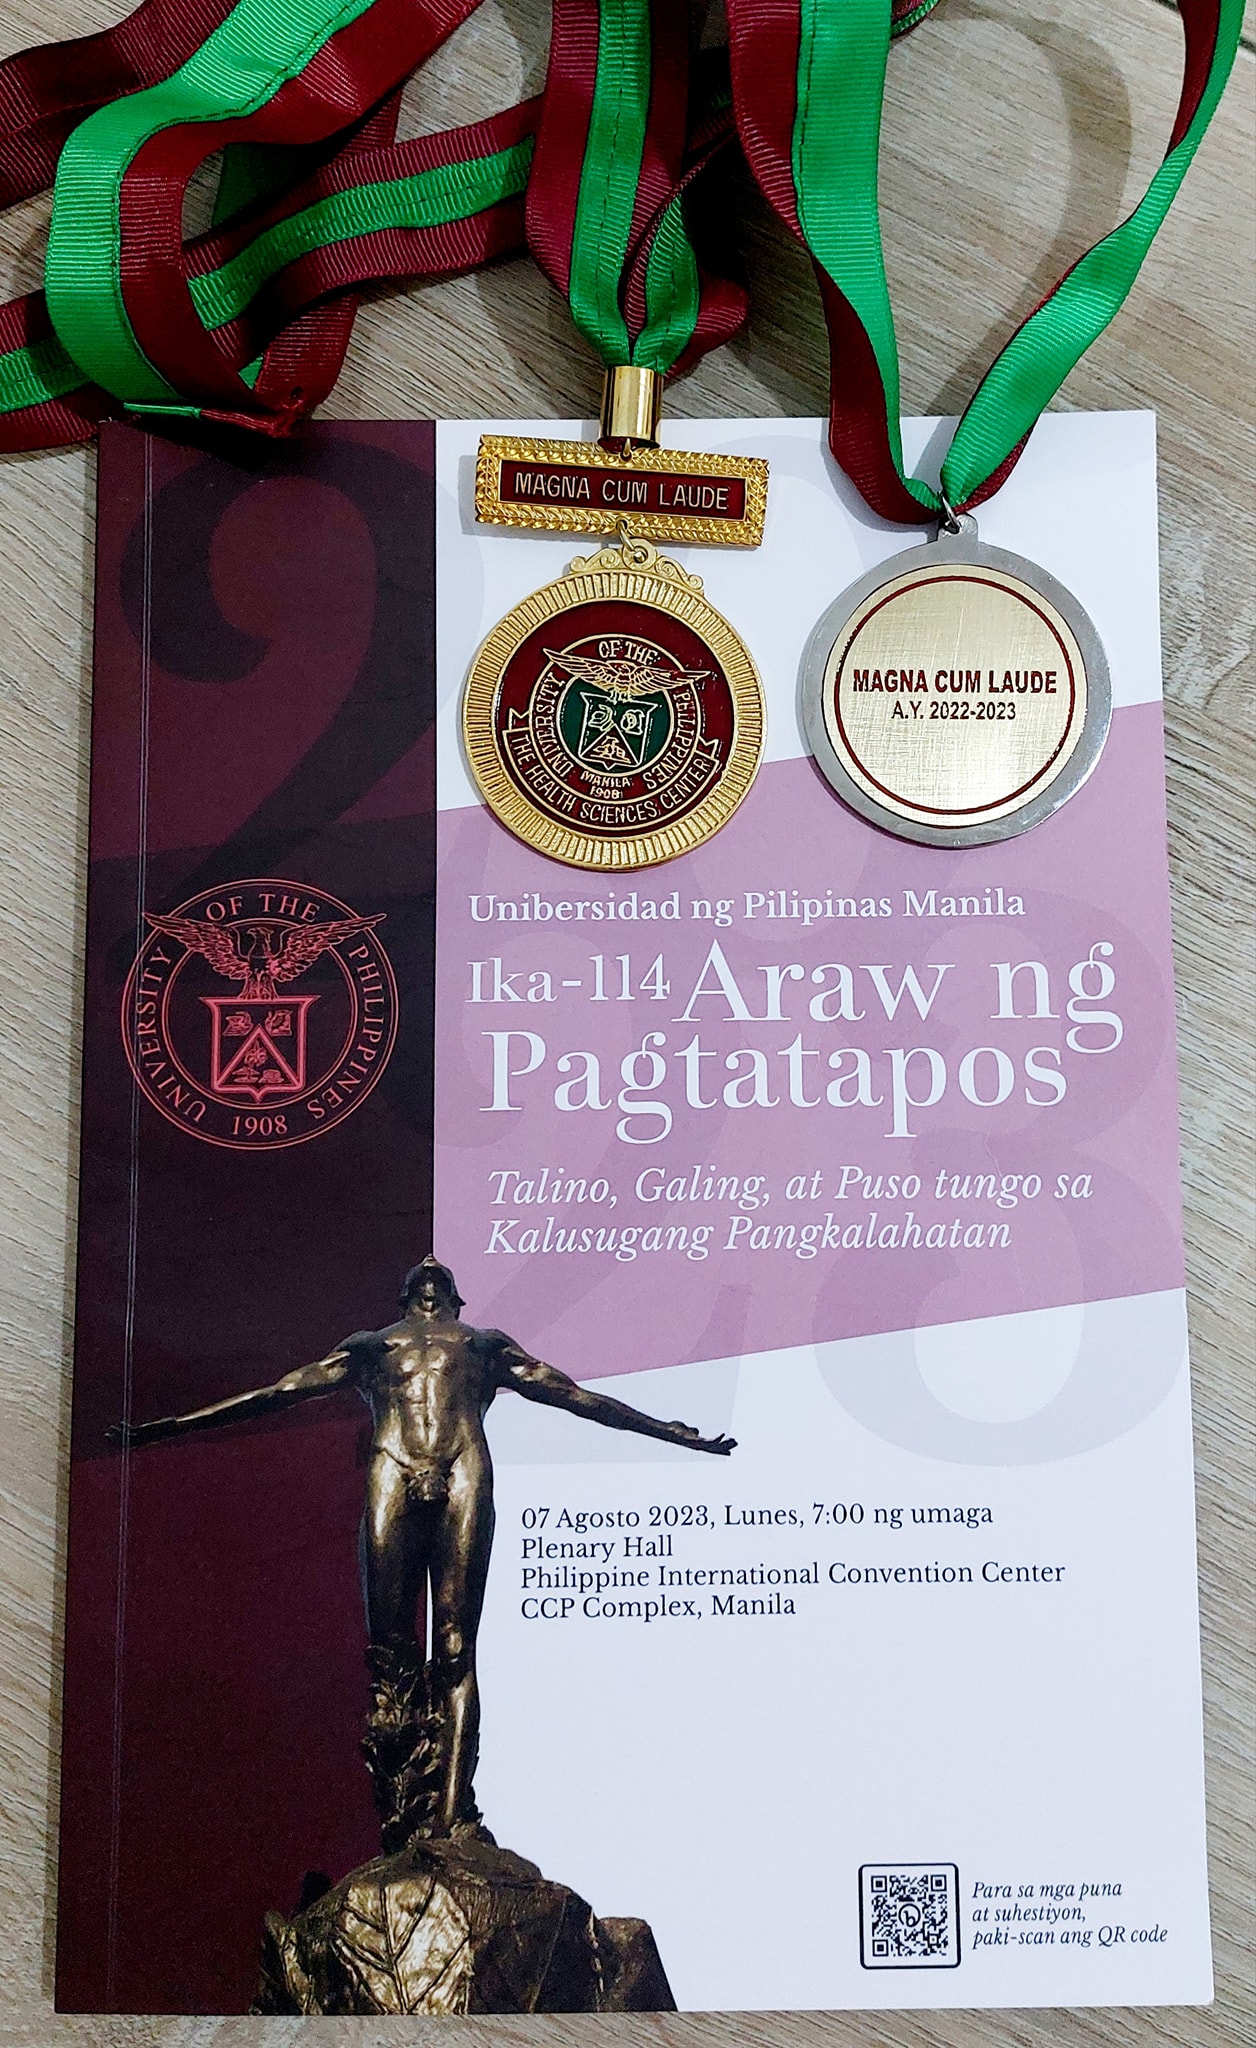 MAGNA CUM LAUDE
UNIVERSITY OF THE PHILIPPINES
MANILA
1908
THE HEALTH SCIENCES CENTER
MAGNA CUM LAUDE
A.Y. 2022-2023
2023
UNIVERSITY OF THE PHILIPPINES
1908
Unibersidad ng Pilipinas Manila
Ika-114 Araw ng
Pagtatapos
Talino, Galing, at Puso tungo sa
Kalusugang Pangkalahatan
07 Agosto 2023, Lunes, 7:00 ng umaga
Plenary Hall
Philippine International Convention Center
CCP Complex, Manila
Para sa mga puna
at suhestiyon,
paki-scan ang QR code